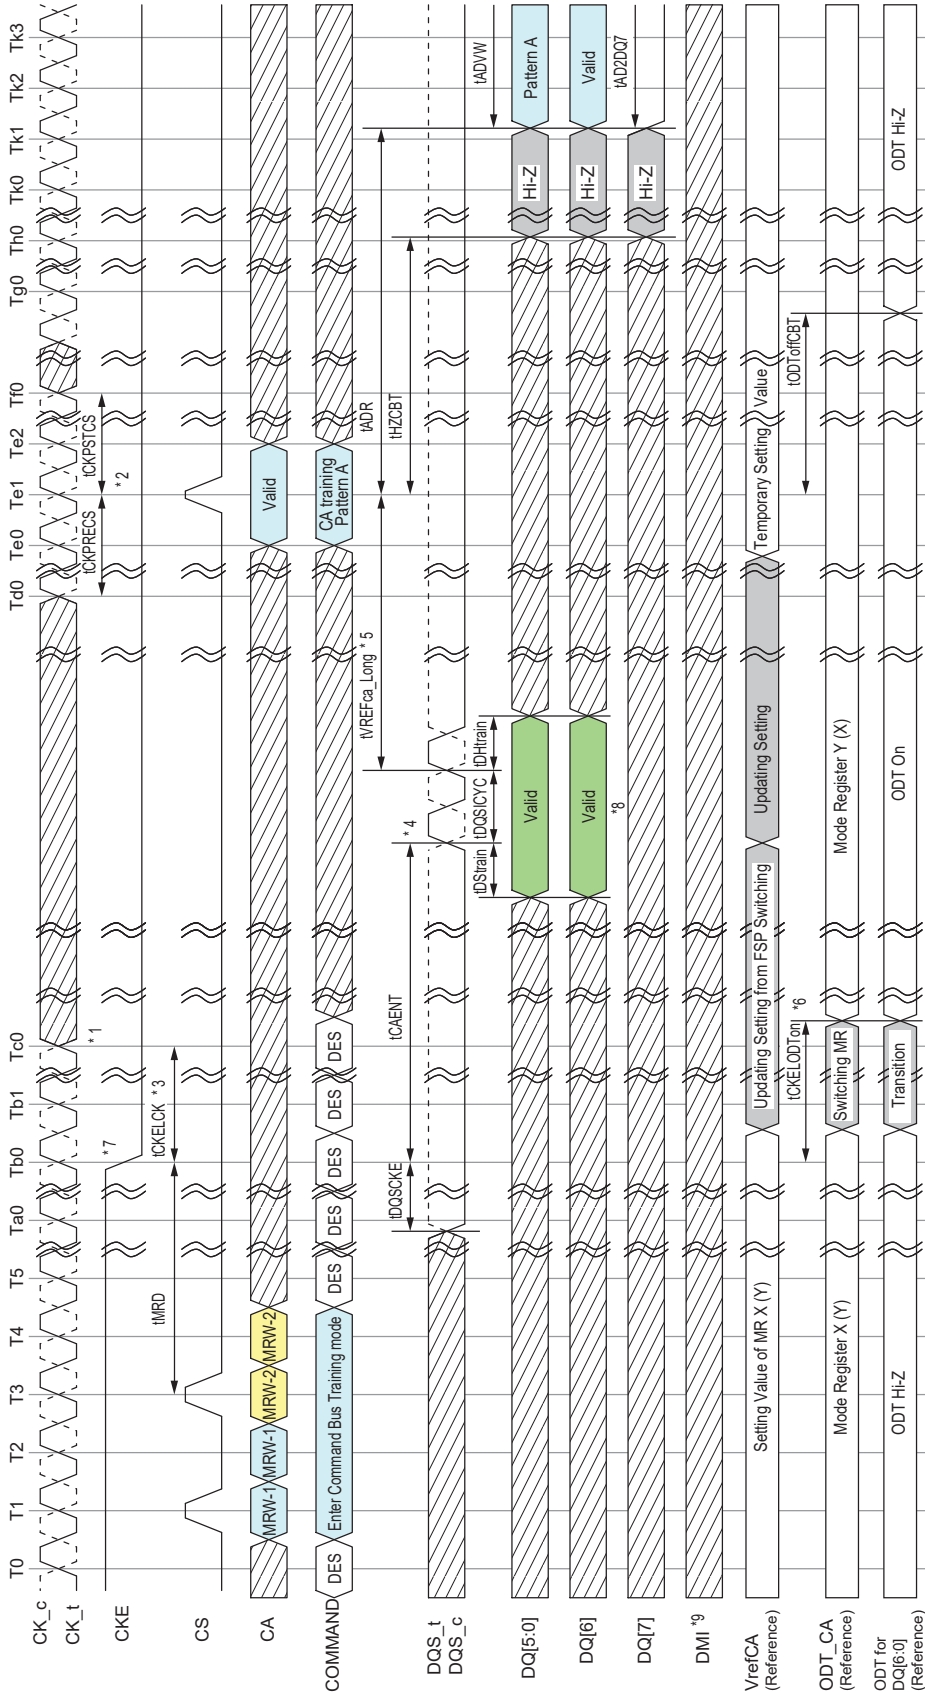 T0 T1 T2 T3 T4 T5 Ta0 Tb0 Tb1 Tc0 Td0 Te0 Te1 Te2 Tf0 Tg0 Th0 Tk0 Tk1 Tk2 Tk3
CK_c
CK_t
*1
tCKPRECS tCKPSTCS
*2
CKE
*7
tCKELCK *3
tMRD
CS
CA
MRW-1 MRW-1 MRW-2 MRW-2 Valid
COMMAND
DES Enter Command Bus Training mode DES DES DES DES DES CA training
Pattern A
tVREFca_Long *5
tADR
tDQSCKE tCAENT
*4
tHZCBT
DQS_t
DQS_c
tDStrain tDQSICYC tDHtrain
tADVW
DQ[5:0]
Valid Hi-Z Pattern A
DQ[6]
Valid Hi-Z Valid
*8
DQ[7]
Hi-Z
tAD2DQ7
DMI *9
VrefCA
(Reference)
Setting Value of MR X (Y) Updating Setting from FSP Switching Updating Setting Temporary Setting Value
tCKELODTon *6
tODToffCBT
ODT_CA
(Reference)
Mode Register X (Y) Switching MR Mode Register Y (X)
ODT for
DQ[6:0]
(Reference)
ODT Hi-Z Transition ODT On ODT Hi-Z